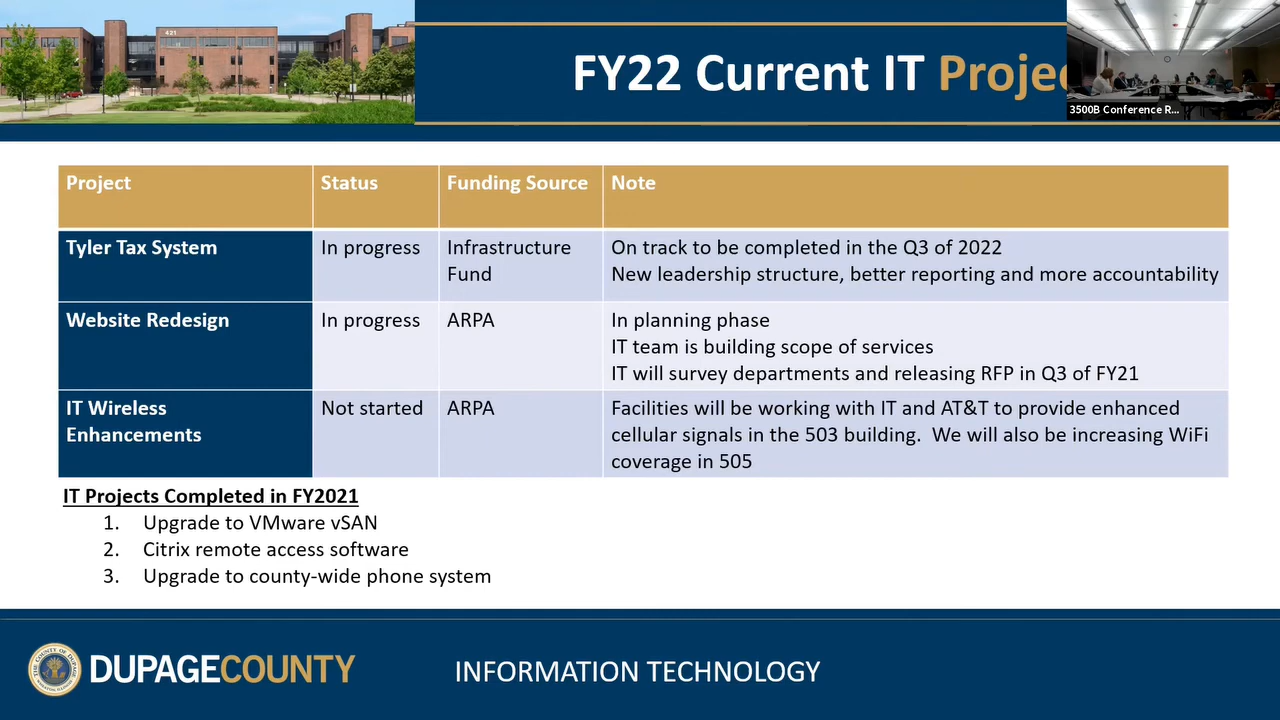 421
FY22 Current IT Projec
3500B Conference R...
Project Status Funding Source Note
Tyler Tax System In progress Infrastructure Fund On track to be completed in the Q3 of 2022
New leadership structure, better reporting and more accountability
Website Redesign In progress ARPA In planning phase
IT team is building scope of services
IT will survey departments and releasing RFP in Q3 of FY21
IT Wireless Enhancements Not started ARPA Facilities will be working with IT and AT&T to provide enhanced
cellular signals in the 503 building. We will also be increasing WiFi
coverage in 505
IT Projects Completed in FY2021
1. Upgrade to VMware vSAN
2. Citrix remote access software
3. Upgrade to county-wide phone system
DUPAGECOUNTY
INFORMATION TECHNOLOGY